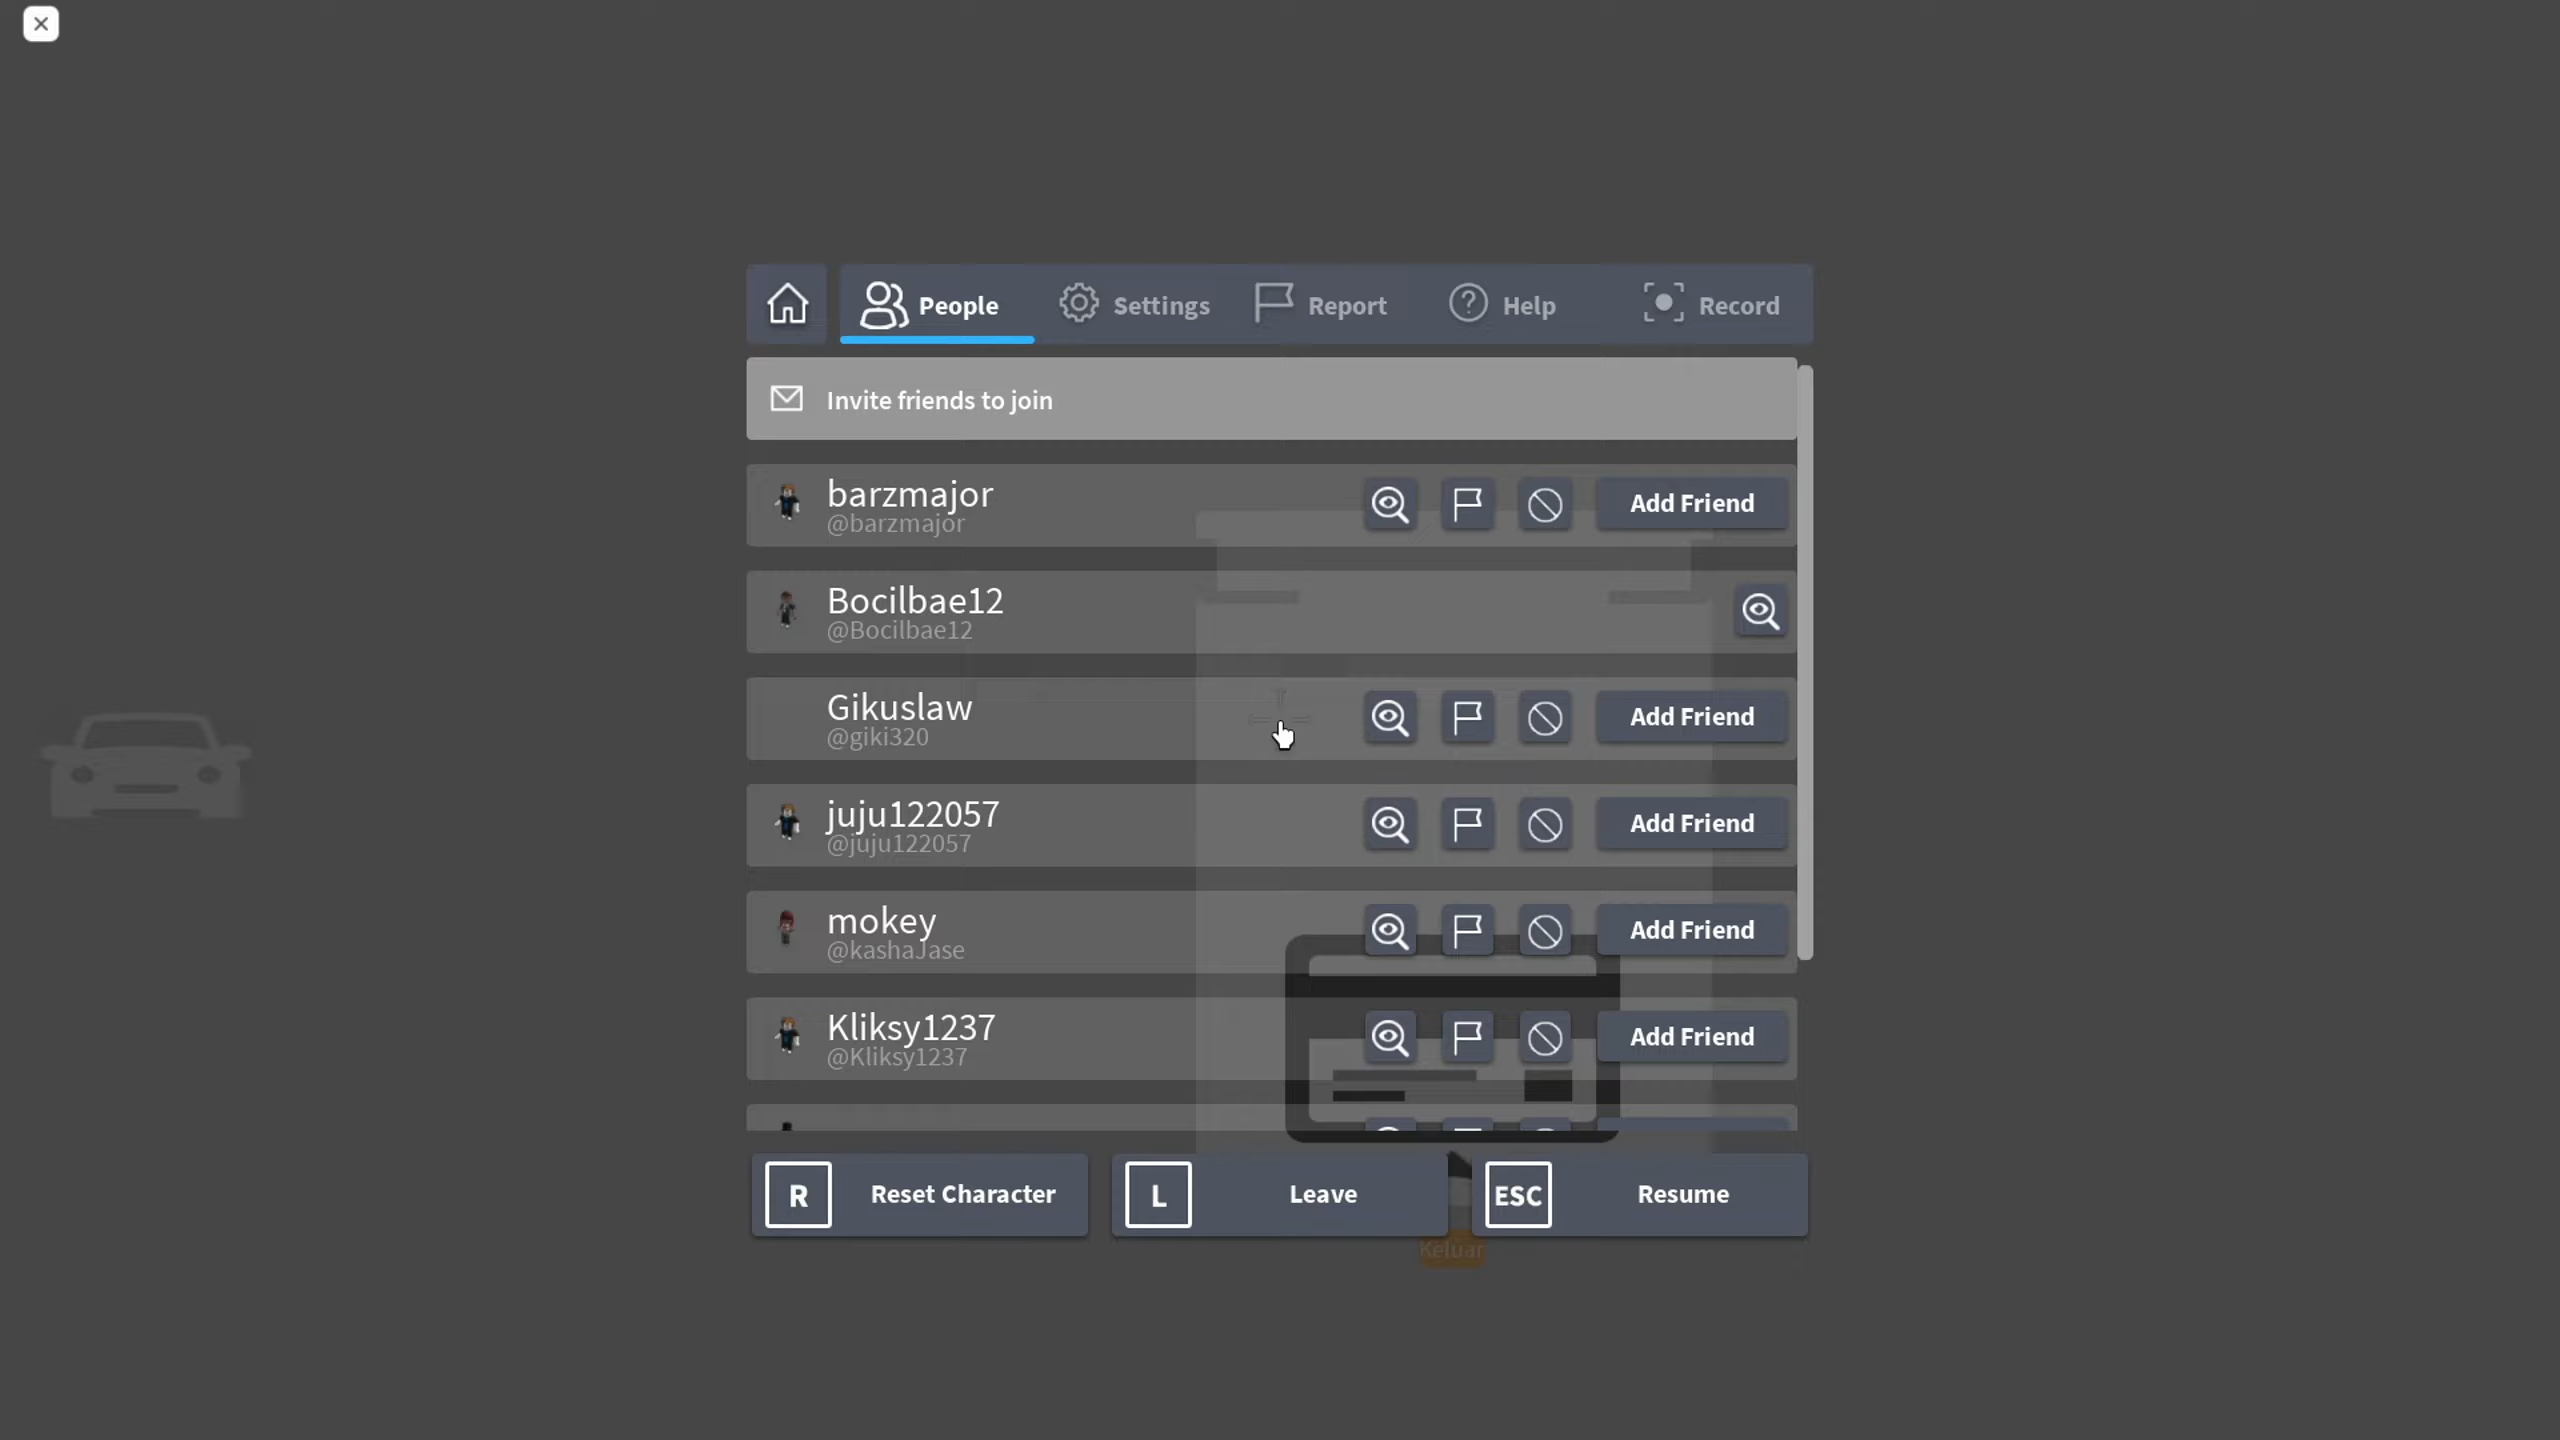 People
Settings
Report
Help
Record
Invite friends to join
barzmajor
@barzmajor
Add Friend
Bocilbae12
@Bocilbae12
Gikuslaw
@giki320
Add Friend
juju122057
@juju122057
Add Friend
mokey
@kashaJase
Add Friend
Kliksy1237
@Kliksy1237
Add Friend
R Reset Character
L Leave
ESC Resume
Keluar